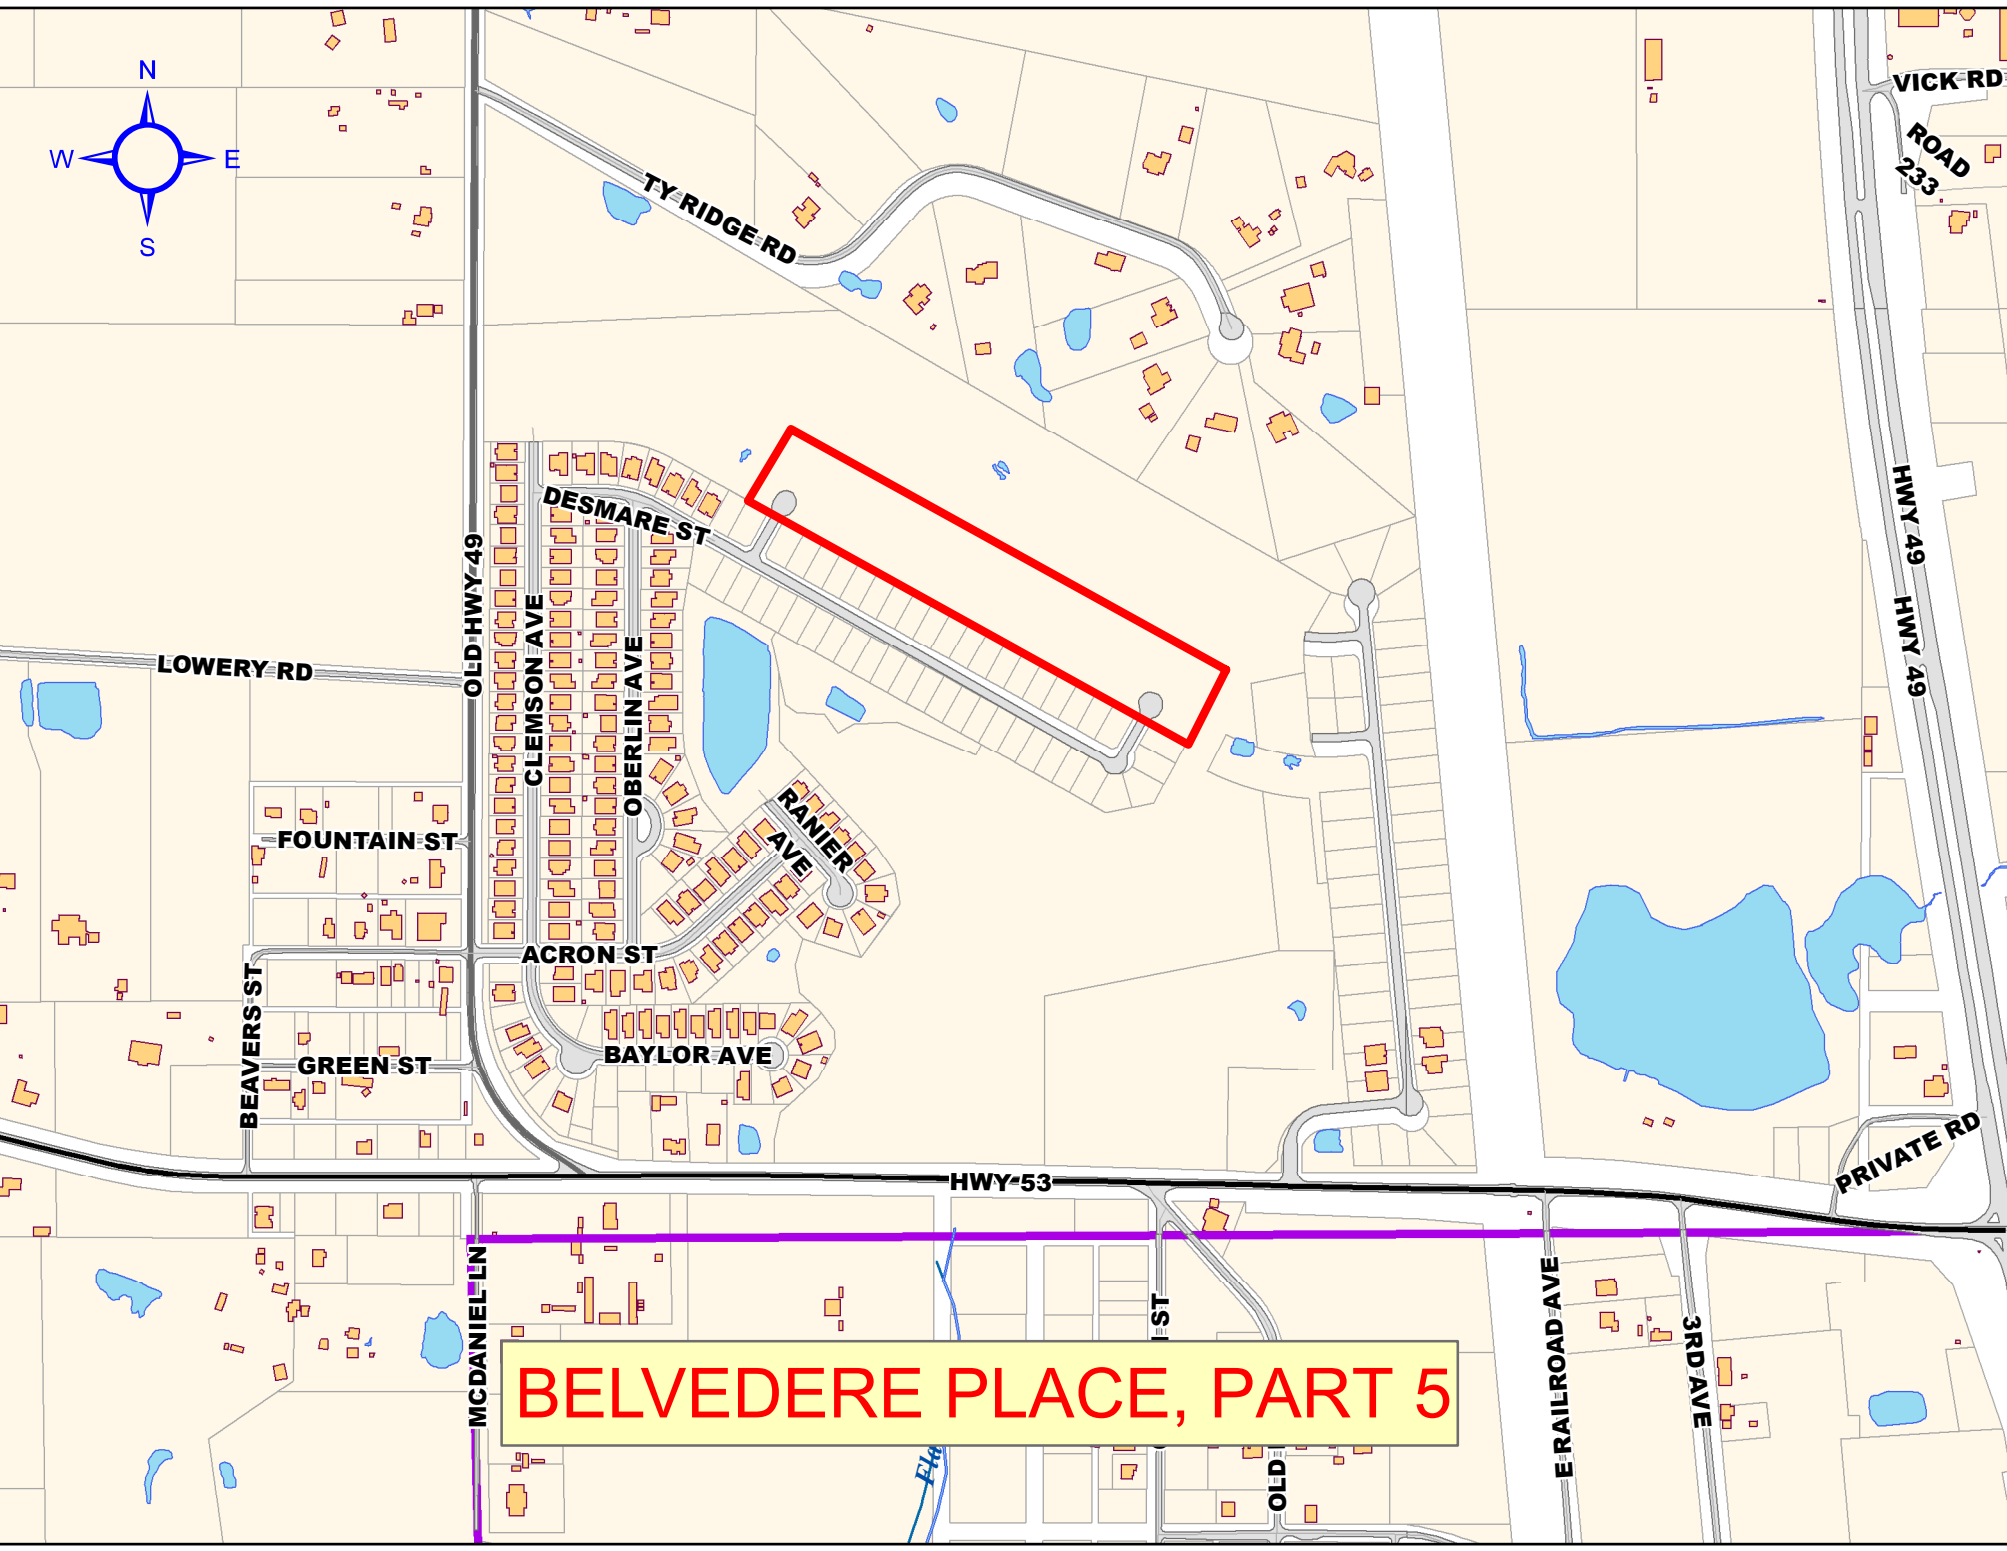 N
VICK RD
ROAD
233
W
E
TY RIDGE RD
S
DESMARE ST
OLD HWY 49
HWY 49
HWY 49
CLEMSON AVE
OBERLIN AVE
LOWERY RD
RANIER
AVE
FOUNTAIN ST
ACRON ST
BEAVERS ST
BAYLOR AVE
GREEN ST
HWY 53
PRIVATE RD
MCDANIEL LN
ST
E RAILROAD AVE
3RD AVE
BELVEDERE PLACE, PART 5
OLD